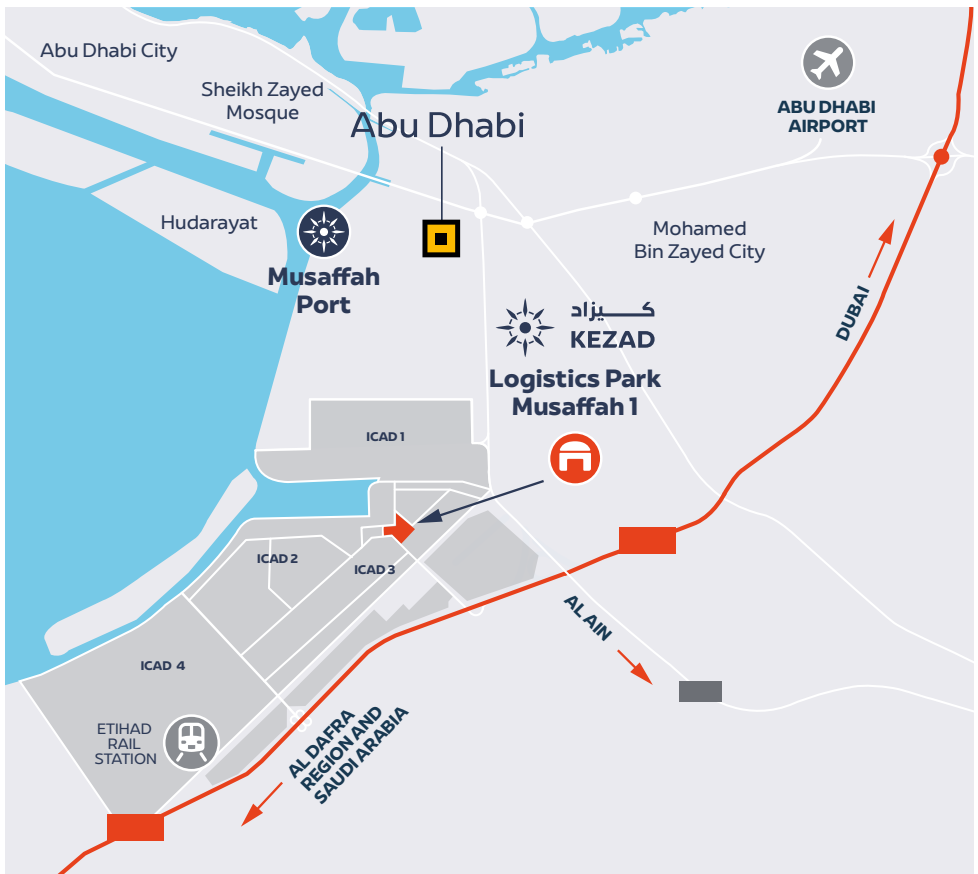 Abu Dhabi City
Sheikh Zayed
Mosque
Abu Dhabi
ABU DHABI
AIRPORT
Hudarayat
Musaffah
Port
Mohamed
Bin Zayed City
DUBAI
كـــيزاد
KEZAD
Logistics Park
Musaffah 1
ICAD 1
ICAD 2
ICAD 3
AL AIN
ICAD 4
ETIHAD
RAIL
STATION
AL DAFRA
REGION AND
SAUDI ARABIA